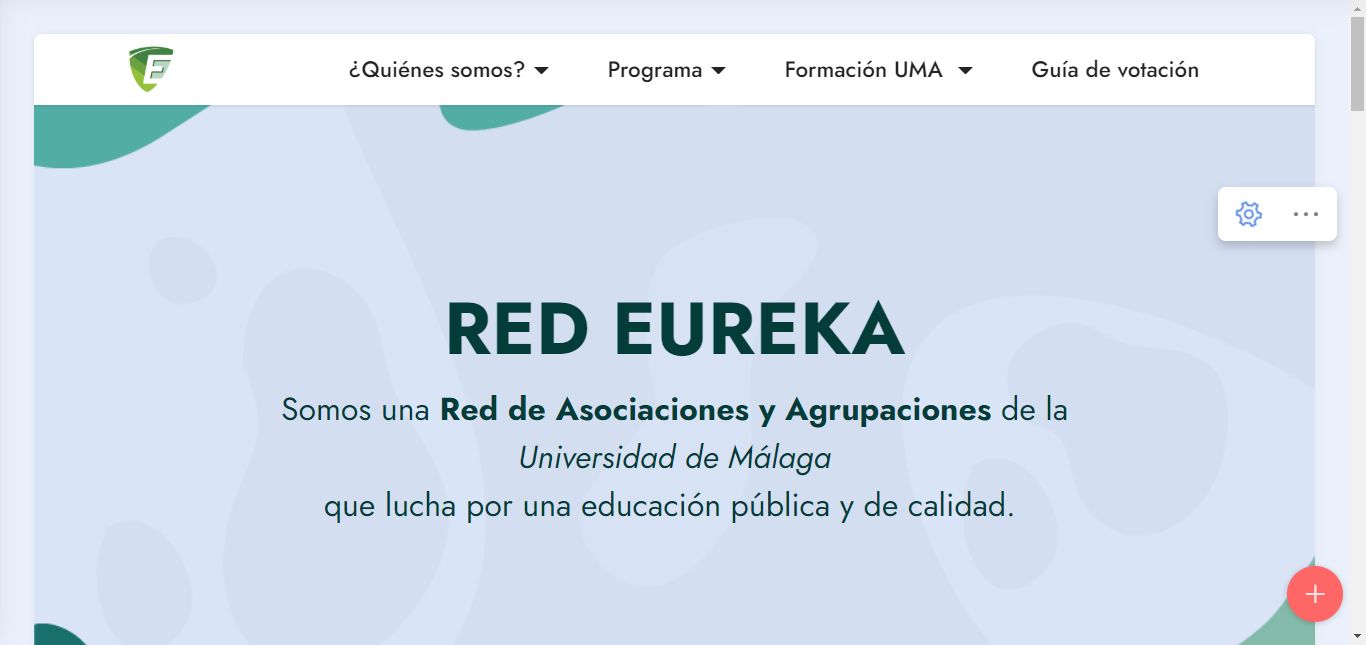 E
¿Quiénes somos? Programa Formación UMA Guía de votación
RED EUREKA
Somos una Red de Asociaciones y Agrupaciones de la
Universidad de Málaga
que lucha por una educación pública y de calidad.